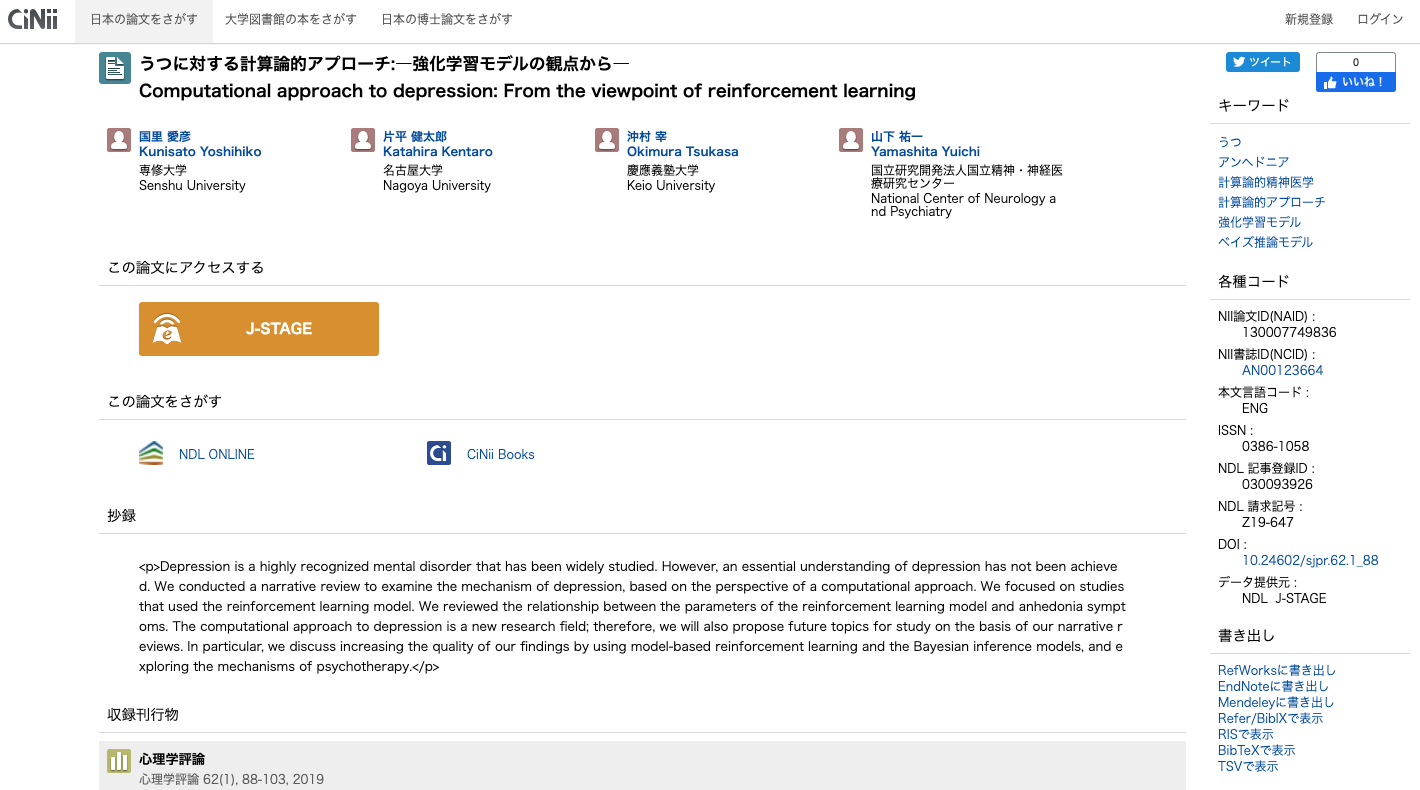 CiNii
日本の論文をさがす
大学図書館の本をさがす
日本の博士論文をさがす
新規登録
ログイン
うつに対する計算論的アプローチ:―強化学習モデルの観点から―
Computational approach to depression: From the viewpoint of reinforcement learning
国里 愛彦
Kunisato Yoshihiko
専修大学
Senshu University
片平 健太郎
Katahira Kentaro
名古屋大学
Nagoya University
沖村 宰
Okimura Tsukasa
慶應義塾大学
Keio University
山下 祐一
Yamashita Yuichi
国立研究開発法人国立精神・神経医
療研究センター
National Center of Neurology a
nd Psychiatry
この論文にアクセスする
J-STAGE
この論文をさがす
NDL ONLINE
Ci
CiNii Books
抄録
<p>Depression is a highly recognized mental disorder that has been widely studied. However, an essential understanding of depression has not been achieve
d. We conducted a narrative review to examine the mechanism of depression, based on the perspective of a computational approach. We focused on studies
that used the reinforcement learning model. We reviewed the relationship between the parameters of the reinforcement learning model and anhedonia sympt
oms. The computational approach to depression is a new research field; therefore, we will also propose future topics for study on the basis of our narrative r
eviews. In particular, we discuss increasing the quality of our findings by using model-based reinforcement learning and the Bayesian inference models, and e
xploring the mechanisms of psychotherapy.</p>
収録刊行物
心理学評論
心理学評論 62(1), 88-103, 2019
ツイート
0
いいね！
キーワード
うつ
アンヘドニア
計算論的精神医学
計算論的アプローチ
強化学習モデル
ベイズ推論モデル
各種コード
NII論文ID(NAID) :
130007749836
NII書誌ID(NCID) :
AN00123664
本文言語コード :
ENG
ISSN :
0386-1058
NDL 記事登録ID :
030093926
NDL 請求記号 :
Z19-647
DOI :
10.24602/sjpr.62.1_88
データ提供元 :
NDL J-STAGE
書き出し
RefWorksに書き出し
EndNoteに書き出し
Mendeleyに書き出し
Refer/BiblXで表示
RISで表示
BibTeXで表示
TSVで表示